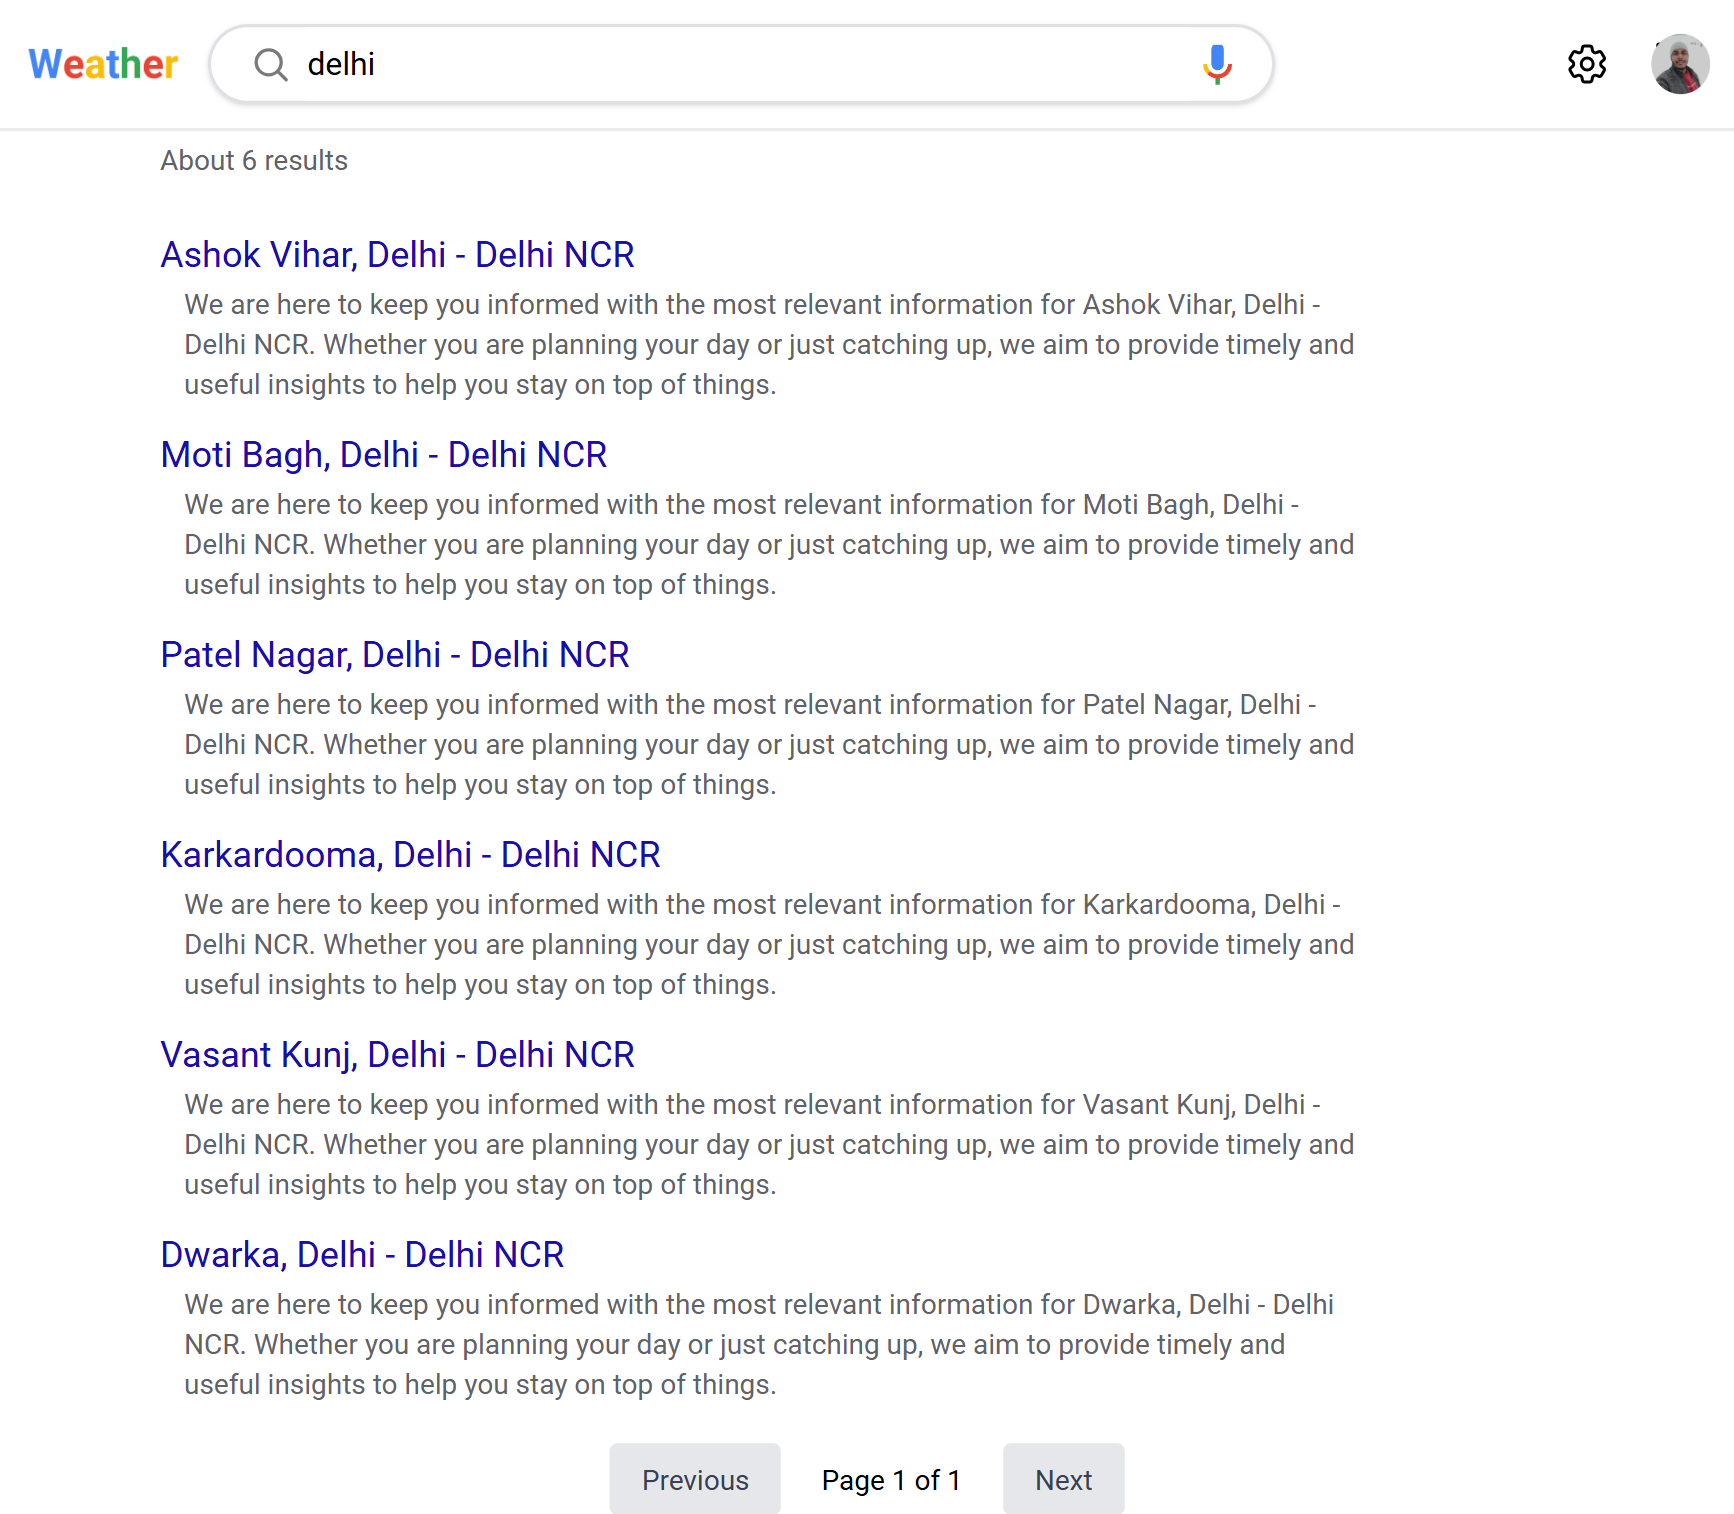 Weather
delhi
About 6 results
Ashok Vihar, Delhi - Delhi NCR
We are here to keep you informed with the most relevant information for Ashok Vihar, Delhi -
Delhi NCR. Whether you are planning your day or just catching up, we aim to provide timely and
useful insights to help you stay on top of things.
Moti Bagh, Delhi - Delhi NCR
We are here to keep you informed with the most relevant information for Moti Bagh, Delhi -
Delhi NCR. Whether you are planning your day or just catching up, we aim to provide timely and
useful insights to help you stay on top of things.
Patel Nagar, Delhi - Delhi NCR
We are here to keep you informed with the most relevant information for Patel Nagar, Delhi -
Delhi NCR. Whether you are planning your day or just catching up, we aim to provide timely and
useful insights to help you stay on top of things.
Karkardooma, Delhi - Delhi NCR
We are here to keep you informed with the most relevant information for Karkardooma, Delhi -
Delhi NCR. Whether you are planning your day or just catching up, we aim to provide timely and
useful insights to help you stay on top of things.
Vasant Kunj, Delhi - Delhi NCR
We are here to keep you informed with the most relevant information for Vasant Kunj, Delhi -
Delhi NCR. Whether you are planning your day or just catching up, we aim to provide timely and
useful insights to help you stay on top of things.
Dwarka, Delhi - Delhi NCR
We are here to keep you informed with the most relevant information for Dwarka, Delhi - Delhi
NCR. Whether you are planning your day or just catching up, we aim to provide timely and
useful insights to help you stay on top of things.
Previous
Page 1 of 1
Next